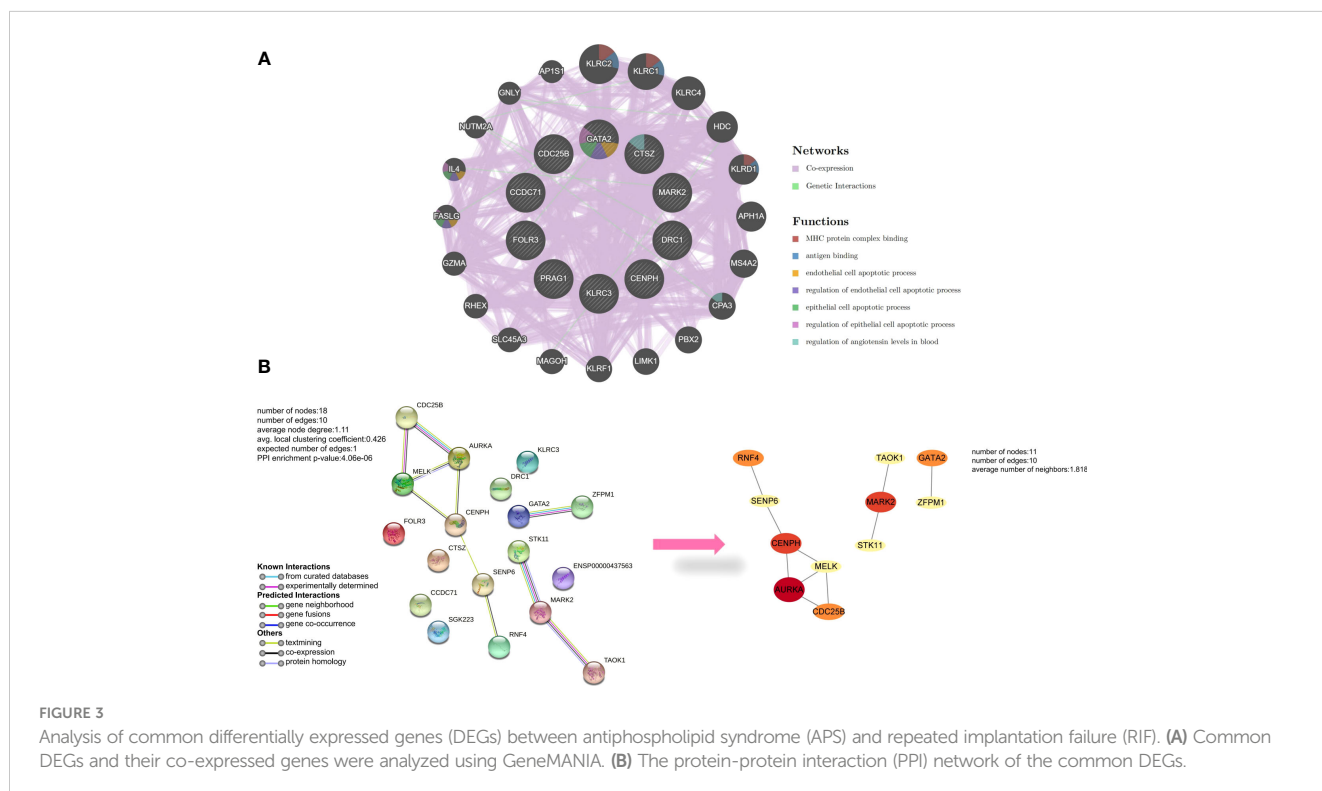 A
KLRC2
KLRC1
AP1S1
KLRC4
GNLY
NUTM2A
HDC
GATA2
CDC25B
CTSZ
IL4
KLRD1
CCDC71
MARK2
FASLG
APH1A
FOLR3
DRC1
GZMA
MS4A2
PRAG1
CENPH
KLRC3
RHEX
CPA3
SLC45A3
PBX2
MAGOH
LIMK1
KLRF1
Networks
Co-expression
Genetic Interactions
Functions
MHC protein complex binding
antigen binding
endothelial cell apoptotic process
regulation of endothelial cell apoptotic process
epithelial cell apoptotic process
regulation of epithelial cell apoptotic process
regulation of angiotensin levels in blood
B
number of nodes:18
number of edges:10
average node degree:1.11
avg. local clustering coefficient:0.426
expected number of edges:1
PPI enrichment p-value:4.06e-06
CDC25B
AURKA
KLRC3
MELK
DRC1
GATA2
ZFPM1
CENPH
FOLR3
STK11
CTSZ
ENSP00000437563
SENP6
CCDC71
MARK2
SGK223
RNF4
TAOK1
Known Interactions
from curated databases
experimentally determined
Predicted Interactions
gene neighborhood
gene fusions
gene co-occurrence
Others
textmining
co-expression
protein homology
RNF4
TAOK1
GATA2
SENP6
MARK2
ZFPM1
CENPH
STK11
MELK
AURKA
CDC25B
number of nodes:11
number of edges:10
average number of neighbors:1.818
FIGURE 3
Analysis of common differentially expressed genes (DEGs) between antiphospholipid syndrome (APS) and repeated implantation failure (RIF). (A) Common
DEGs and their co-expressed genes were analyzed using GeneMANIA. (B) The protein-protein interaction (PPI) network of the common DEGs.